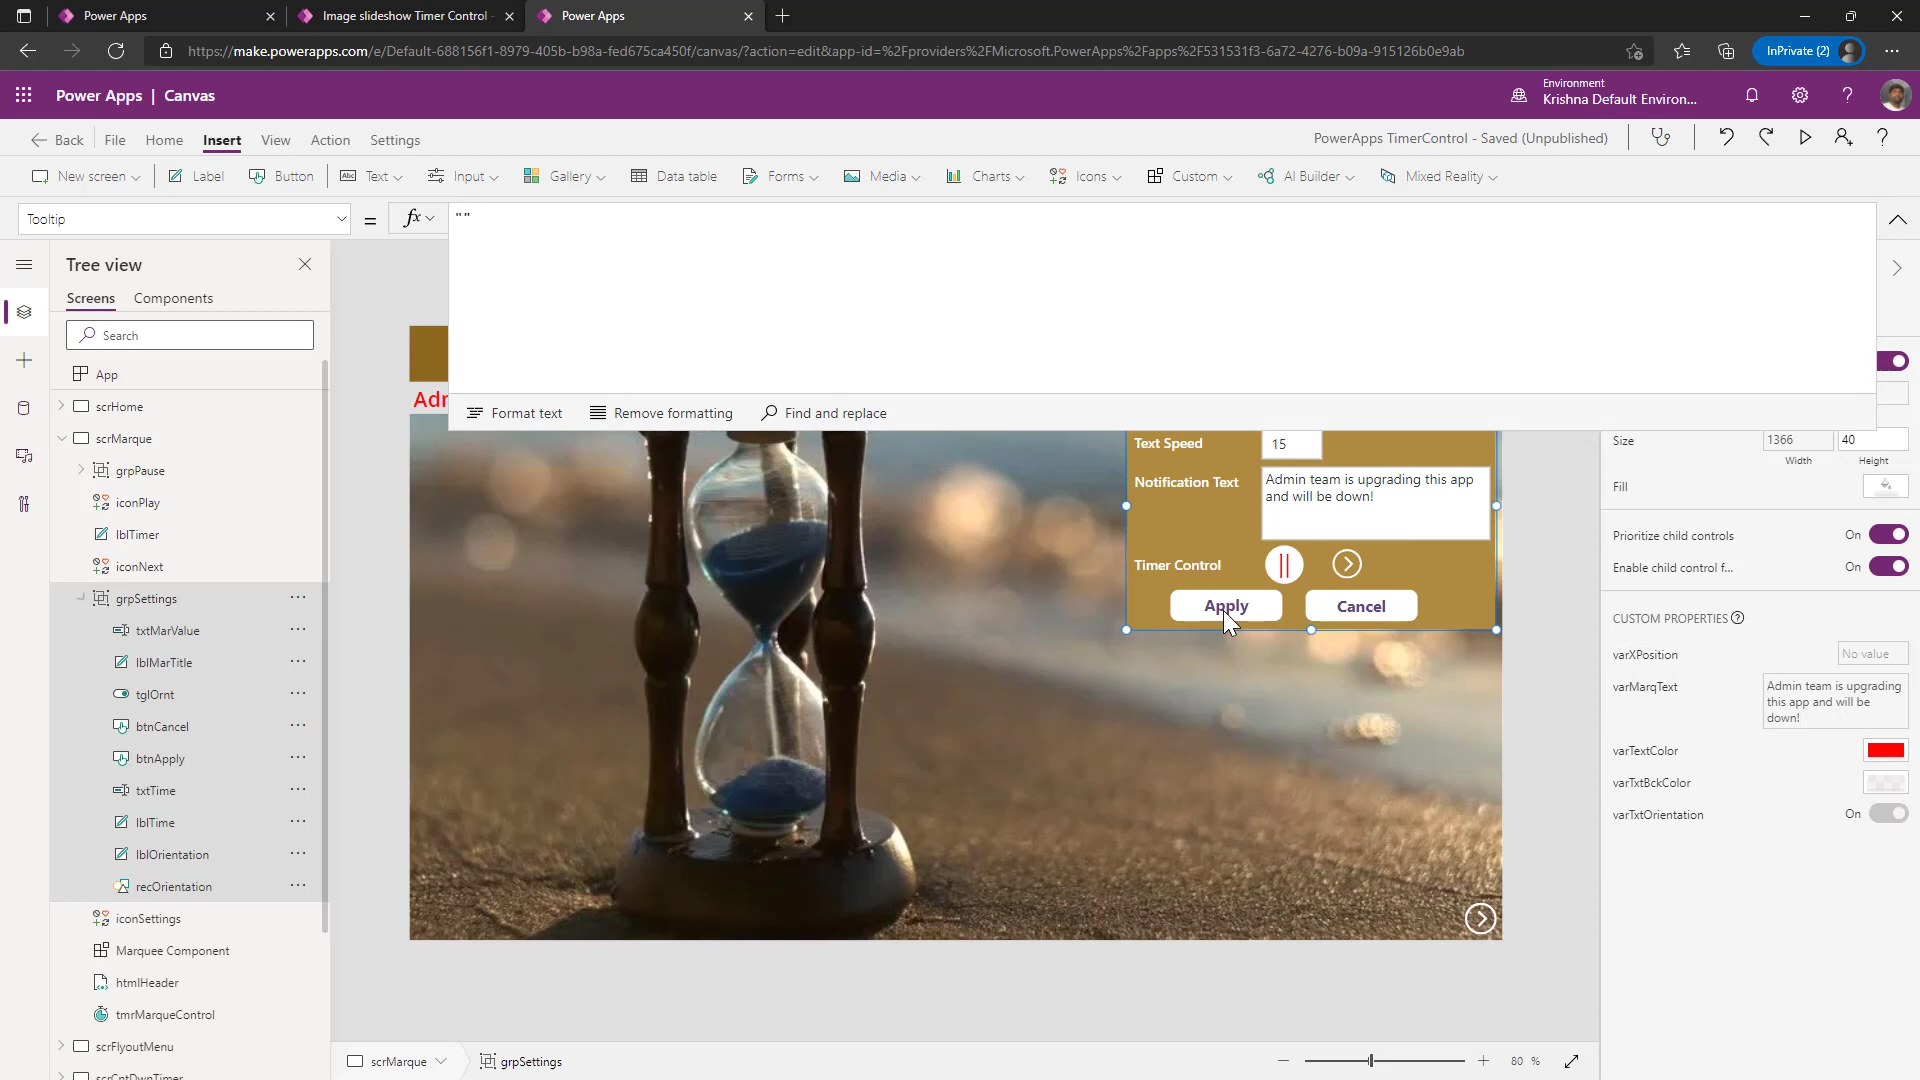 Power Apps
Image slideshow Timer Control -
Power Apps
https://make.powerapps.com/e/Default-688156f1-8979-405b-b98a-fed675ca450f/canvas/?action=edit&app-id=%2Fproviders%2FMicrosoft.PowerApps%2Fapps%2F531531f3-6a72-4276-b09a-915126b0e9ab
InPrivate (2)
Power Apps | Canvas
Environment
Krishna Default Environ...
Back File Home Insert View Action Settings
PowerApps TimerControl - Saved (Unpublished)
New screen Label Button Text Input Gallery Data table Forms Media Charts Icons Custom AI Builder Mixed Reality
Tooltip = fx ""
Tree view
Screens Components
Search
App
scrHome
scrMarque
grpPause
iconPlay
lblTimer
iconNext
grpSettings
txtMarValue
lblMarTitle
tglOrnt
btnCancel
btnApply
txtTime
lblTime
lblOrientation
recOrientation
iconSettings
Marquee Component
htmlHeader
tmrMarqueControl
scrFlyoutMenu
scrCntDwnTimer
Format text Remove formatting Find and replace
Adm
Text Speed 15
Notification Text
Admin team is upgrading this app
and will be down!
Timer Control
Apply Cancel
Size 1366 40
Width Height
Fill
Prioritize child controls On
Enable child control f... On
CUSTOM PROPERTIES
varXPosition No value
varMarqText
Admin team is upgrading
this app and will be
down!
varTextColor
varTxtBckColor
varTxtOrientation On
scrMarque grpSettings
80 %